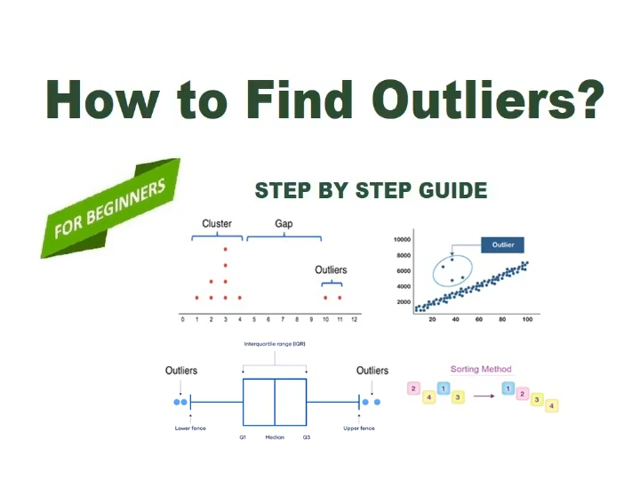 How to Find Outliers?
FOR BEGINNERS
STEP BY STEP GUIDE
Cluster Gap
Outliers
0 1 2 3 4 5 6 7 8 9 10 11 12
Outlier
10000
8000
6000
4000
2000
20 40 60 80 100
Interquartile range (IQR)
Outliers Outliers
Lower fence Upper fence
Q1 Median Q3
Sorting Method
2 4 1 3 1 2 3 4